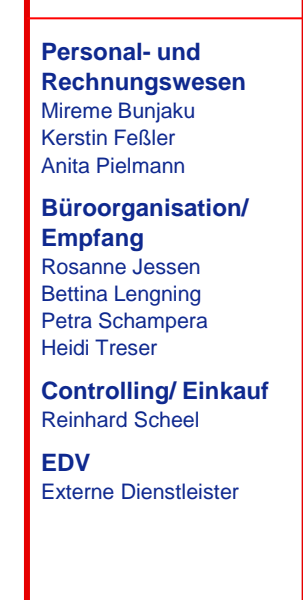 Personal- und
Rechnungswesen
Mireme Bunjaku
Kerstin Feßler
Anita Pielmann
Büroorganisation/
Empfang
Rosanne Jessen
Bettina Lengning
Petra Schampera
Heidi Treser
Controlling/ Einkauf
Reinhard Scheel
EDV
Externe Dienstleister